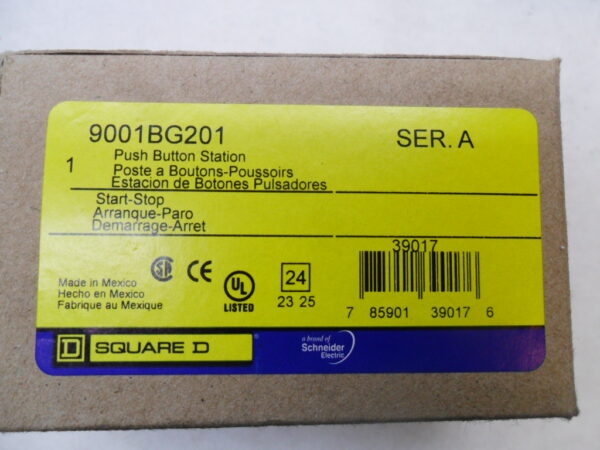 9001BG201 SER. A
1 Push Button Station
Poste a Boutons-Poussoirs
Estacion de Botones Pulsadores
Start-Stop
Arranque-Paro
Demarrage-Arret
39017
Made in Mexico
Hecho en Mexico
Fabrique au Mexique
SA CE UL LISTED 24
23 25
7 85901 39017 6
D SQUARE D
a brand of
Schneider
Electric